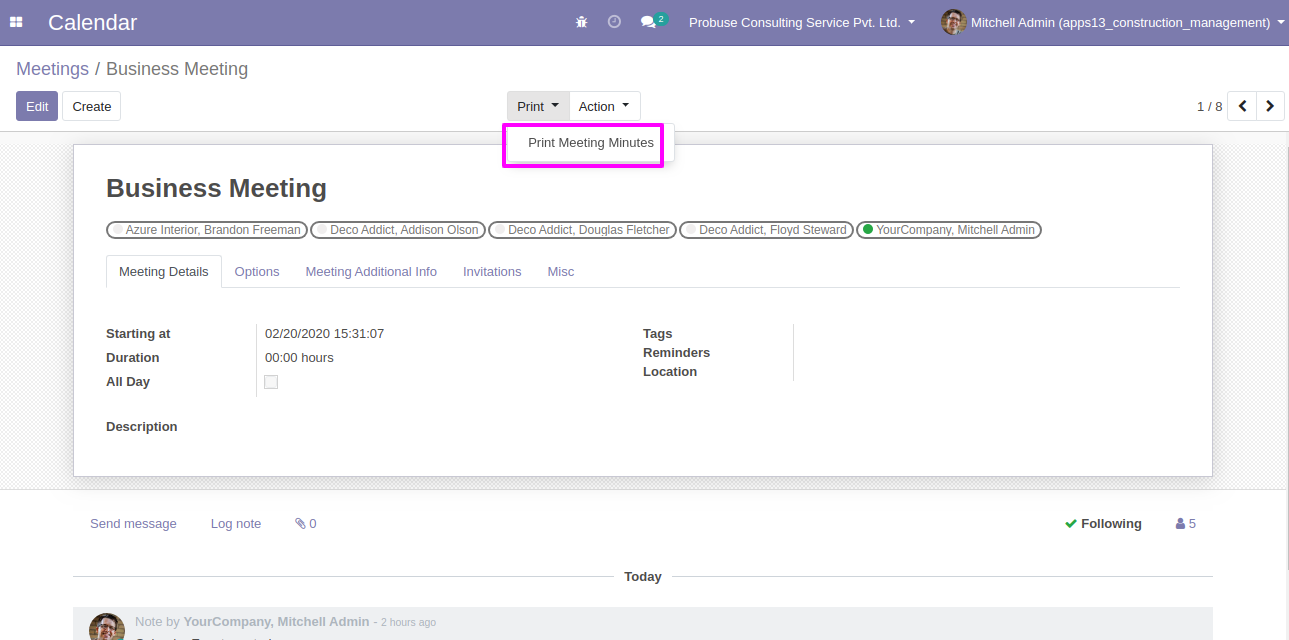 Calendar 2 Probuse Consulting Service Pvt. Ltd. Mitchell Admin (apps13_construction_management)
Meetings / Business Meeting
Edit Create Print Action 1 / 8
Print Meeting Minutes
Business Meeting
Azure Interior, Brandon Freeman Deco Addict, Addison Olson Deco Addict, Douglas Fletcher Deco Addict, Floyd Steward YourCompany, Mitchell Admin
Meeting Details Options Meeting Additional Info Invitations Misc
Starting at 02/20/2020 15:31:07 Tags
Reminders
Duration 00:00 hours
Location
All Day
Description
Send message Log note 0 Following 5
Today
Note by YourCompany, Mitchell Admin - 2 hours ago